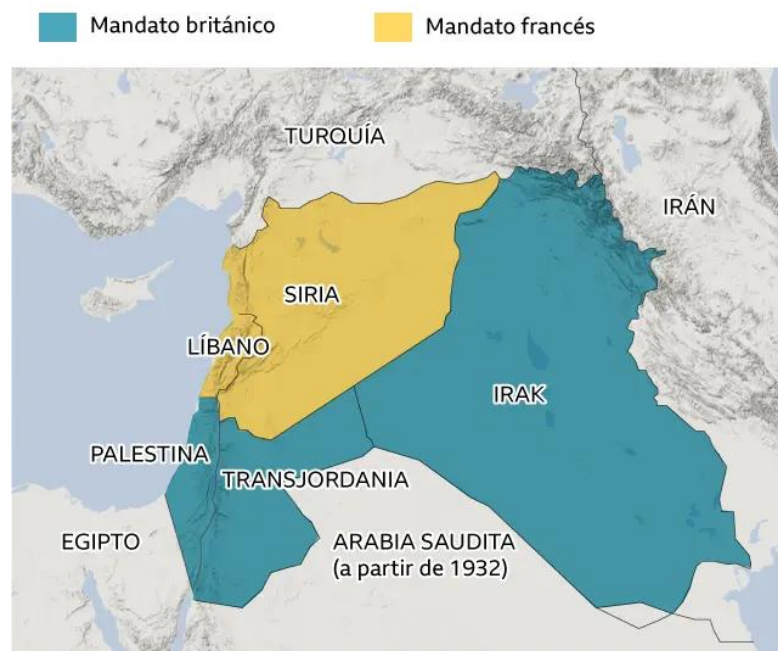 Mandato británico
Mandato francés
TURQUÍA
IRÁN
SIRIA
LÍBANO
IRAK
PALESTINA
TRANSJORDANIA
EGIPTO
ARABIA SAUDITA
(a partir de 1932)